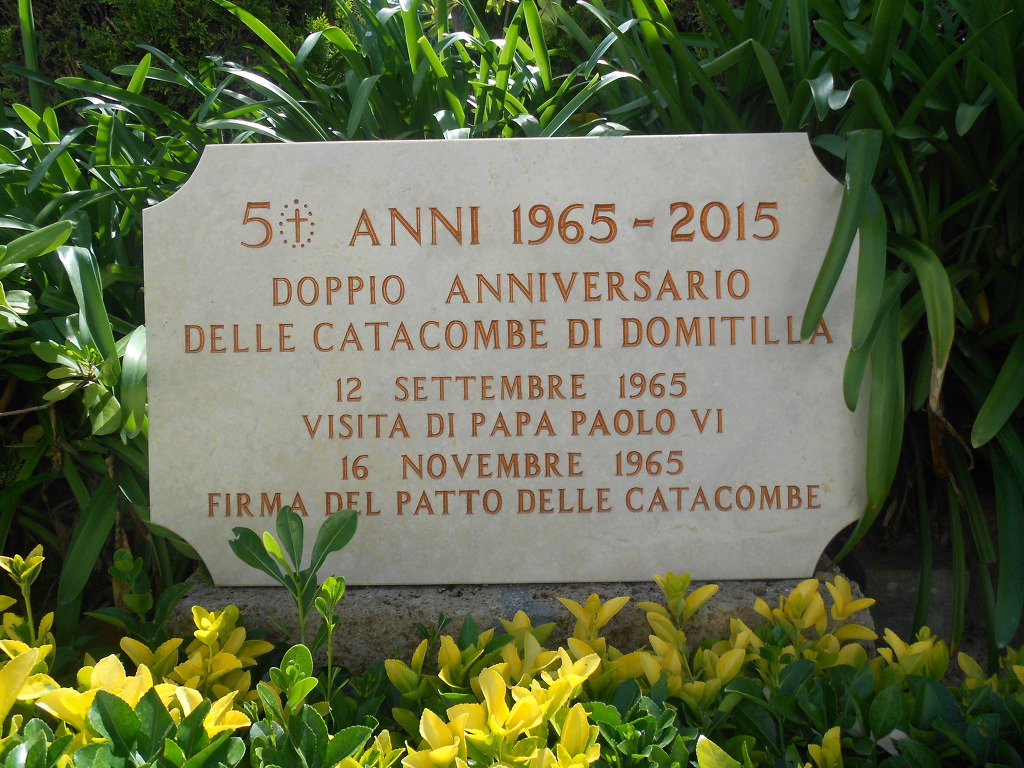 50 ANNI 1965-2015
DOPPIO ANNIVERSARIO
DELLE CATACOMBE DI DOMITILLA
12 SETTEMBRE 1965
VISITA DI PAPA PAOLO VI
16 NOVEMBRE 1965
FIRMA DEL PATTO DELLE CATACOMBE